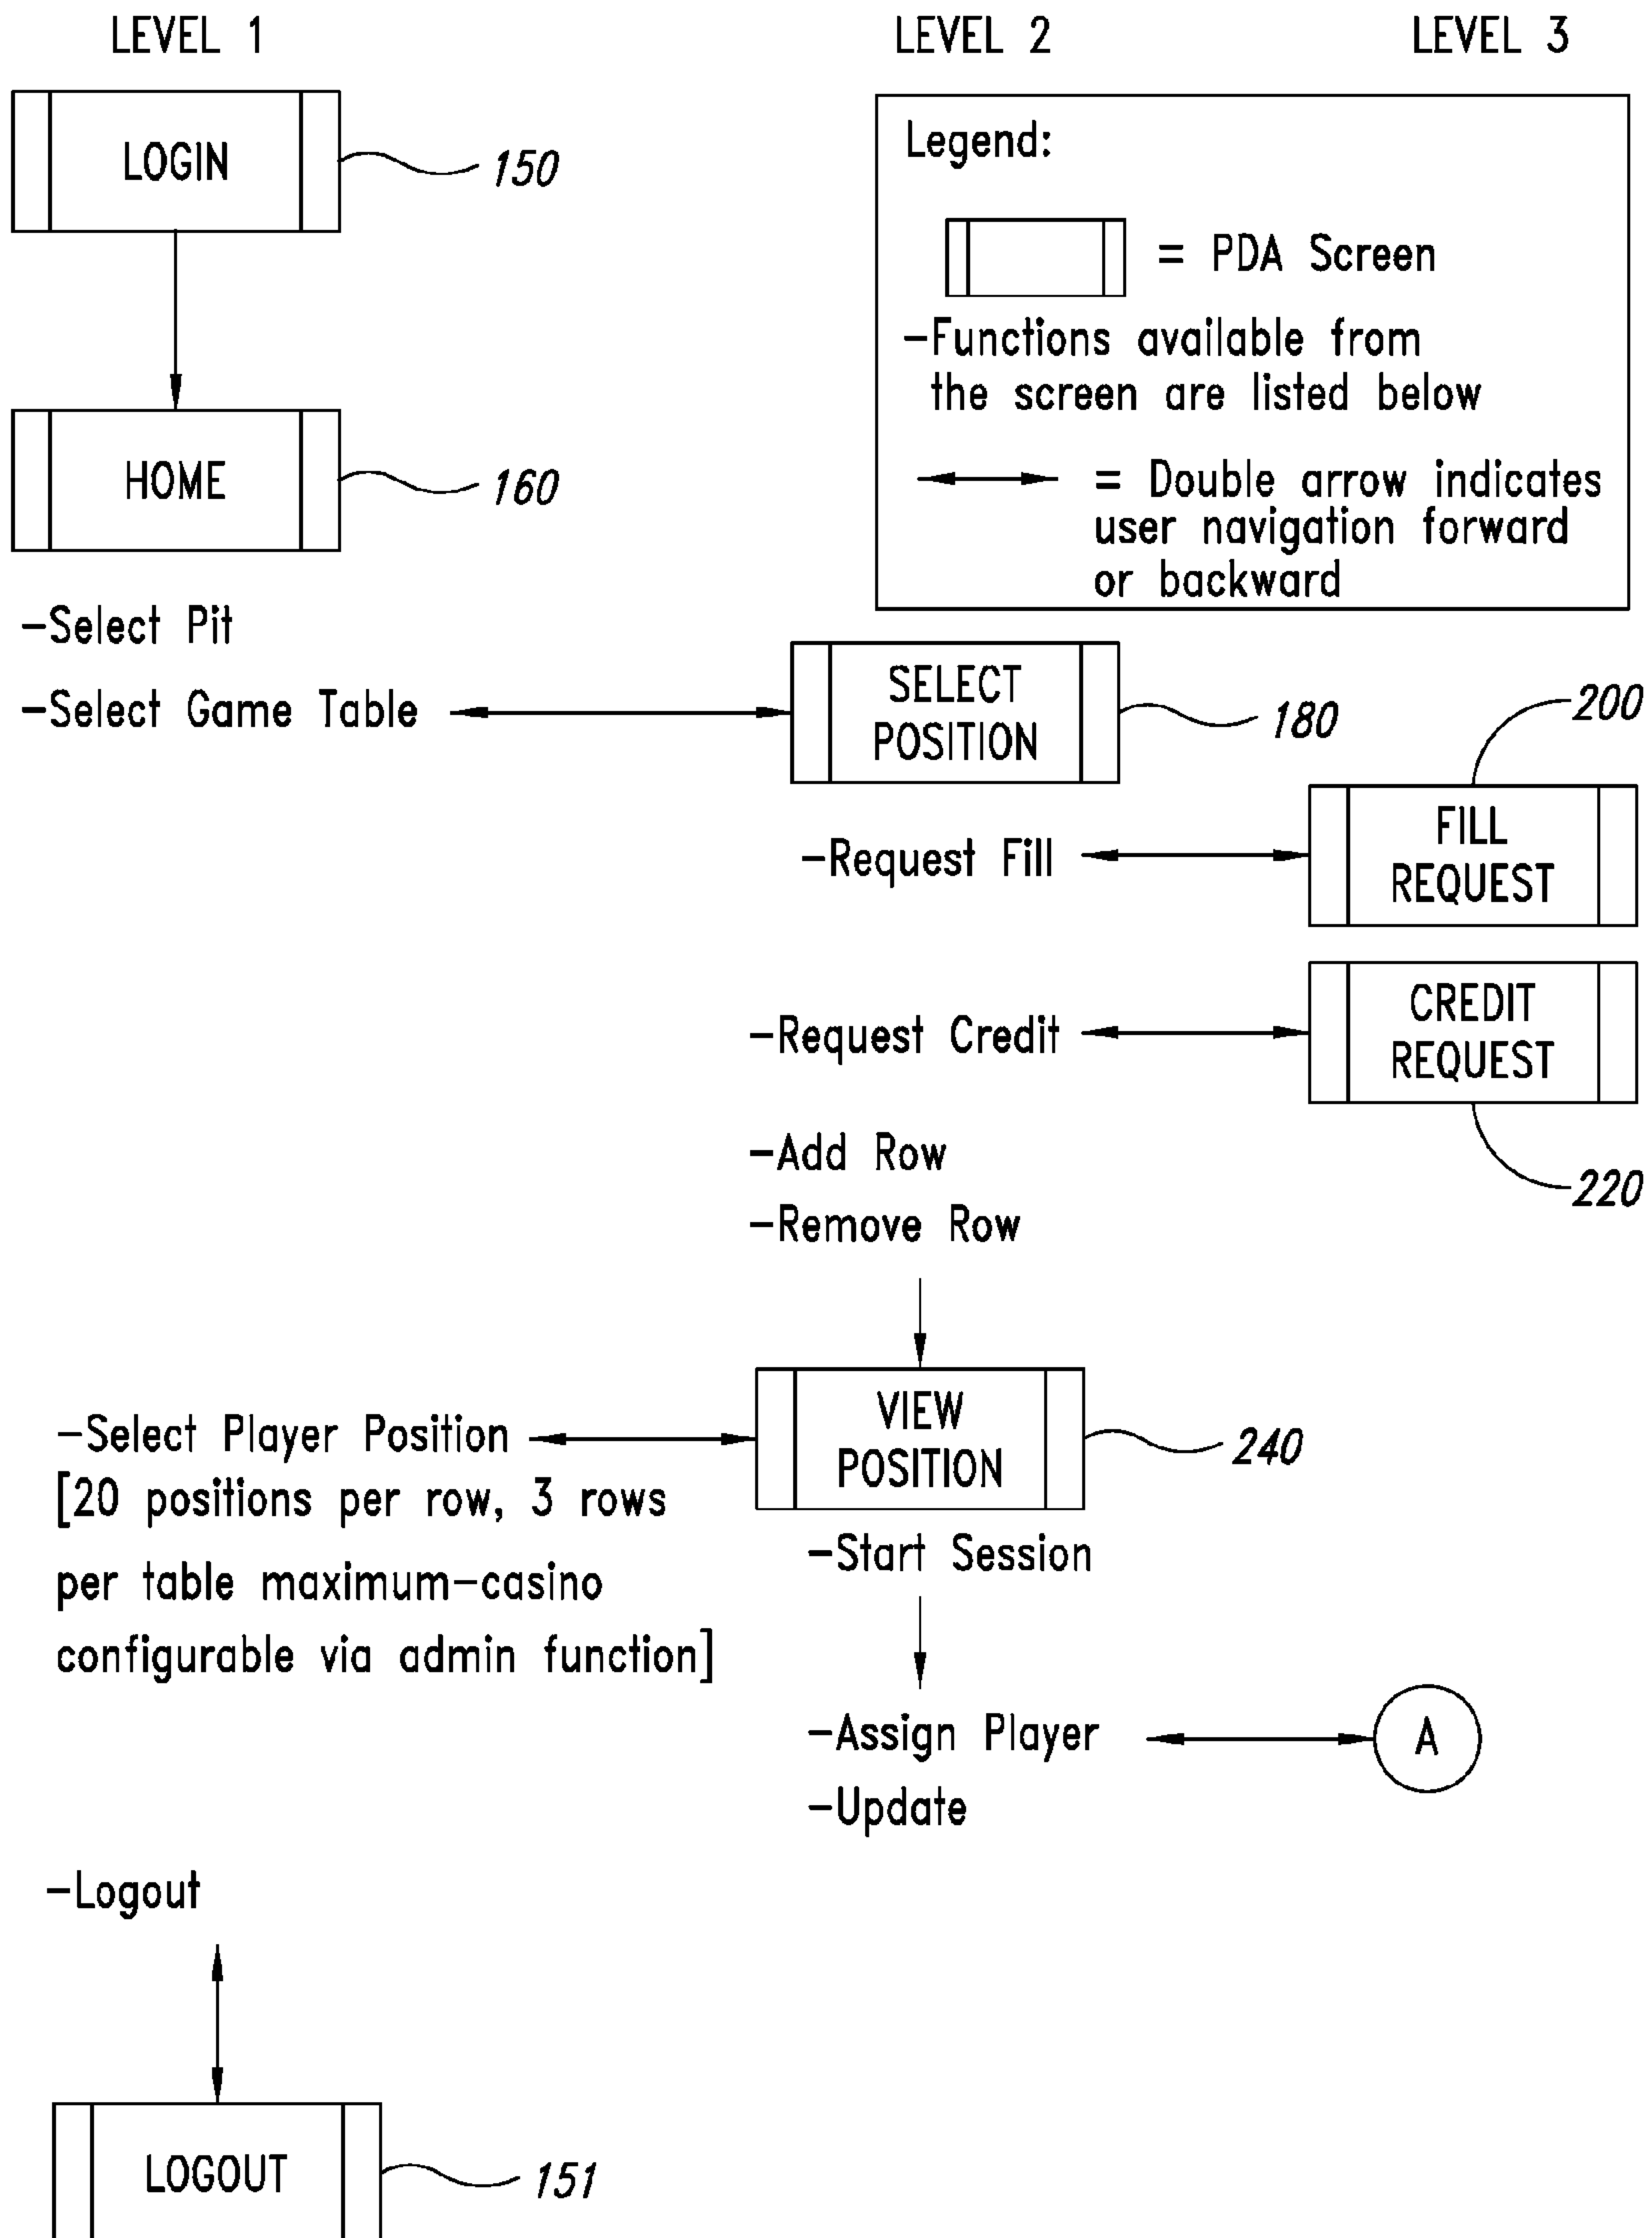 LEVEL 1
LEVEL 2
LEVEL 3
LOGIN
150
Legend:
= PDA Screen
-Functions available from
the screen are listed below
= Double arrow indicates
user navigation forward
or backward
HOME
160
-Select Pit
-Select Game Table
SELECT
POSITION
180
200
-Request Fill
FILL
REQUEST
-Request Credit
CREDIT
REQUEST
220
-Add Row
-Remove Row
-Select Player Position
[20 positions per row, 3 rows
per table maximum-casino
configurable via admin function]
VIEW
POSITION
240
-Start Session
-Assign Player
A
-Update
-Logout
LOGOUT
151